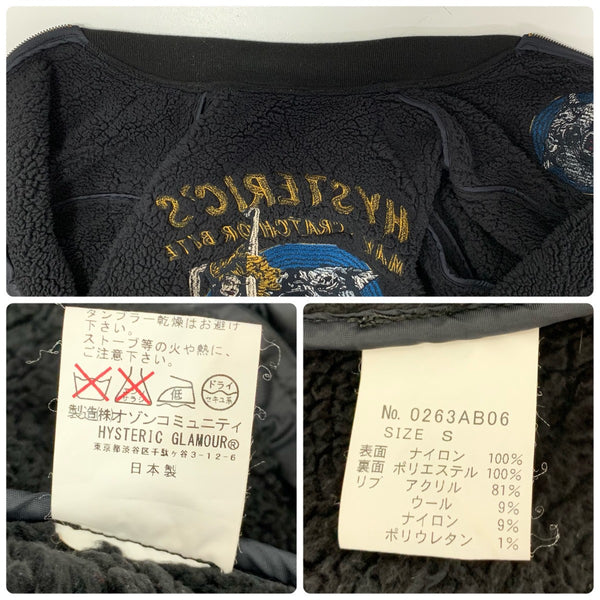 HYSTERIC'S
タンブラー乾燥はお避け
下さい。
ストーブ等の火や熱に、
ご注意下さい。
低
ドライ
セキユ系
製造㈱オゾンコミュニティ
HYSTERIC GLAMOUR®
東京都渋谷区千駄ヶ谷3-12-6
日本製
No. 0263AB06
SIZE S
表面 ナイロン 100%
裏面 ポリエステル 100%
リブ アクリル 81%
ウール 9%
ナイロン 9%
ポリウレタン 1%